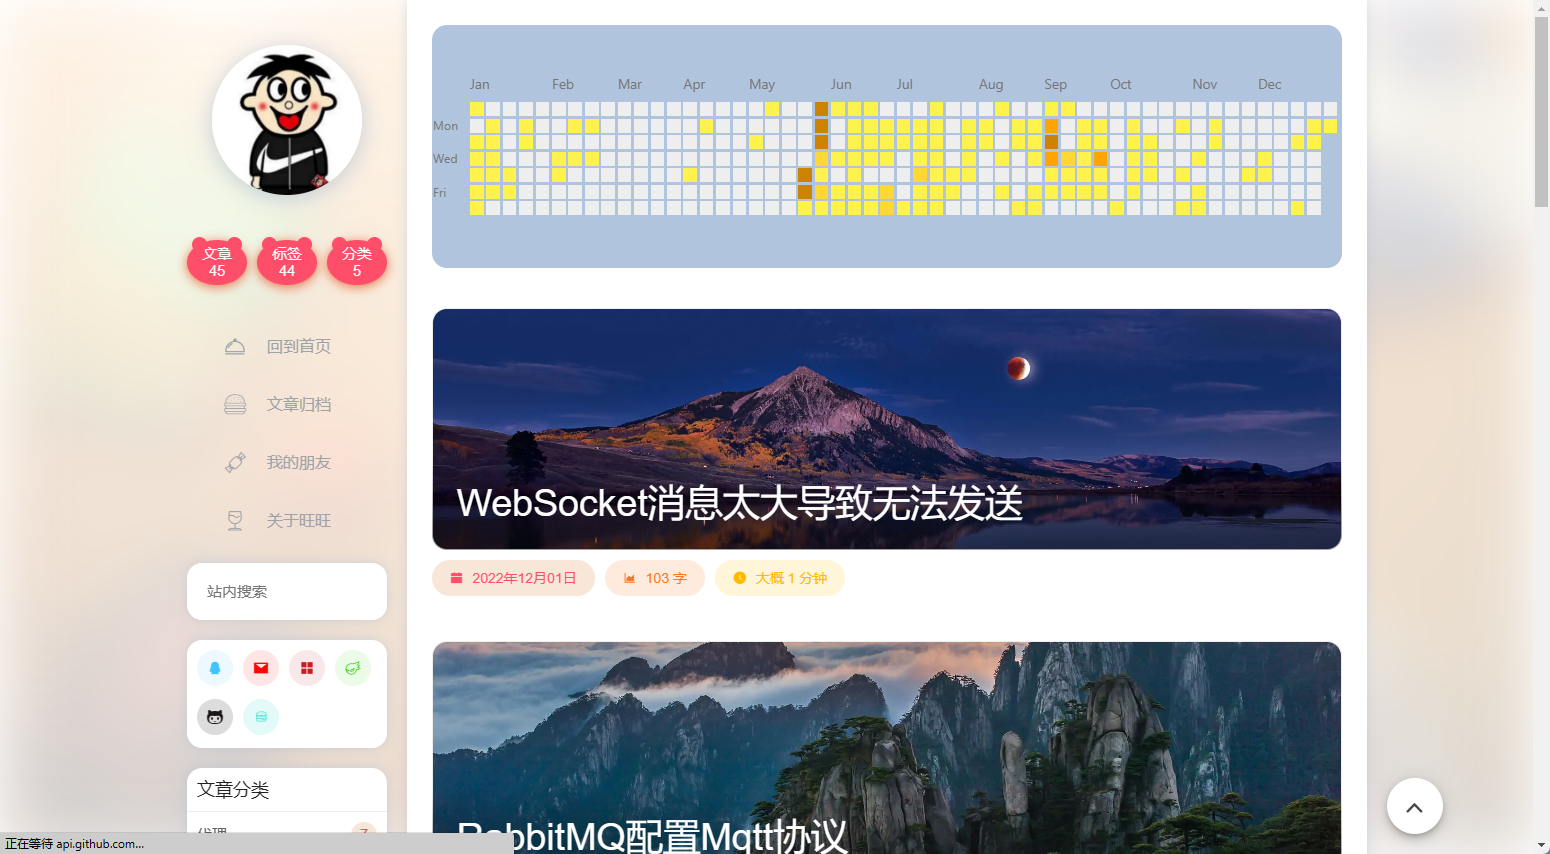 文章
45
标签
44
分类
5
回到首页
文章归档
我的朋友
关于旺旺
站内搜索
文章分类
代理
7
正在等待 api.github.com...
Jan Feb Mar Apr May Jun Jul Aug Sep Oct Nov Dec
Mon
Wed
Fri
WebSocket消息太大导致无法发送
2022年12月01日 103 字 大概 1 分钟
RabbitMQ配置Mqtt协议